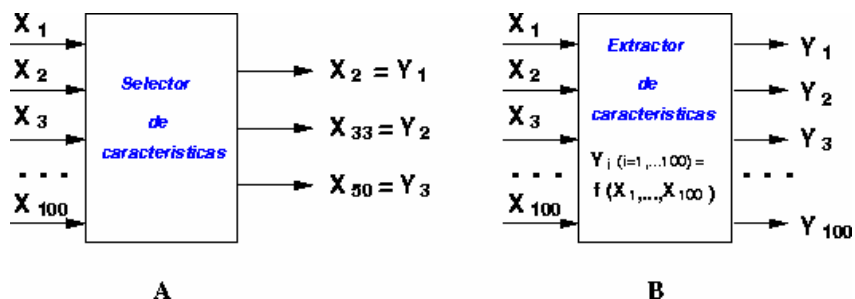 X 1
X 2
X 3
....
X 100
Selector
de
caracteristicas
X 2 = Y 1
X 33 = Y 2
X 50 = Y 3
A
X 1
X 2
X 3
....
X 100
Extractor
de
caracteristicas
Y i (i=1,...100) =
f (X 1,...,X 100 )
Y 1
Y 2
Y 3
....
Y 100
B